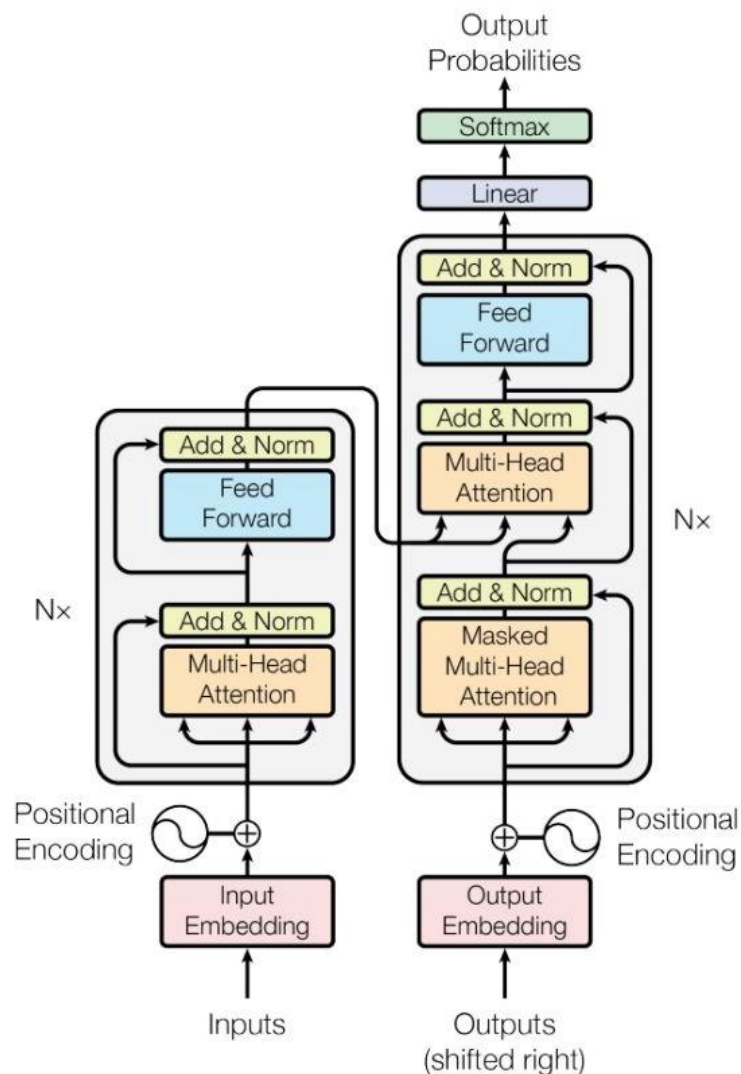 Output
Probabilities
Softmax
Linear
Add & Norm
Feed
Forward
Add & Norm
Multi-Head
Attention
Add & Norm
Masked
Multi-Head
Attention
Nx
Add & Norm
Feed
Forward
Add & Norm
Multi-Head
Attention
Nx
Positional
Encoding
Positional
Encoding
Input
Embedding
Output
Embedding
Inputs
Outputs
(shifted right)